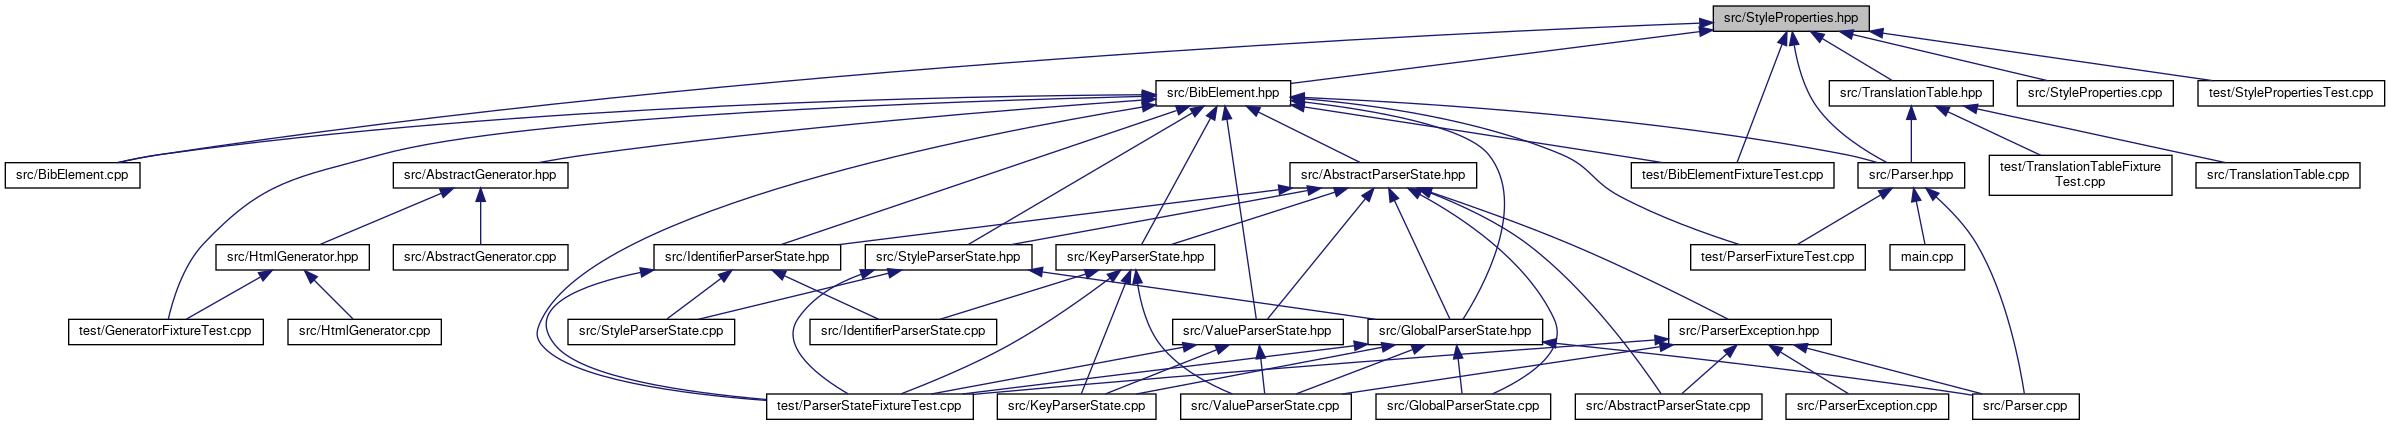 src/StyleProperties.hpp
src/BibElement.hpp
src/TranslationTable.hpp
src/StyleProperties.cpp
test/StylePropertiesTest.cpp
src/BibElement.cpp
src/AbstractGenerator.hpp
src/AbstractParserState.hpp
test/BibElementFixtureTest.cpp
src/Parser.hpp
test/TranslationTableFixture
Test.cpp
src/TranslationTable.cpp
src/HtmlGenerator.hpp
src/AbstractGenerator.cpp
src/IdentifierParserState.hpp
src/StyleParserState.hpp
src/KeyParserState.hpp
test/ParserFixtureTest.cpp
main.cpp
test/GeneratorFixtureTest.cpp
src/HtmlGenerator.cpp
src/StyleParserState.cpp
src/IdentifierParserState.cpp
src/ValueParserState.hpp
src/GlobalParserState.hpp
src/ParserException.hpp
test/ParserStateFixtureTest.cpp
src/KeyParserState.cpp
src/ValueParserState.cpp
src/GlobalParserState.cpp
src/AbstractParserState.cpp
src/ParserException.cpp
src/Parser.cpp